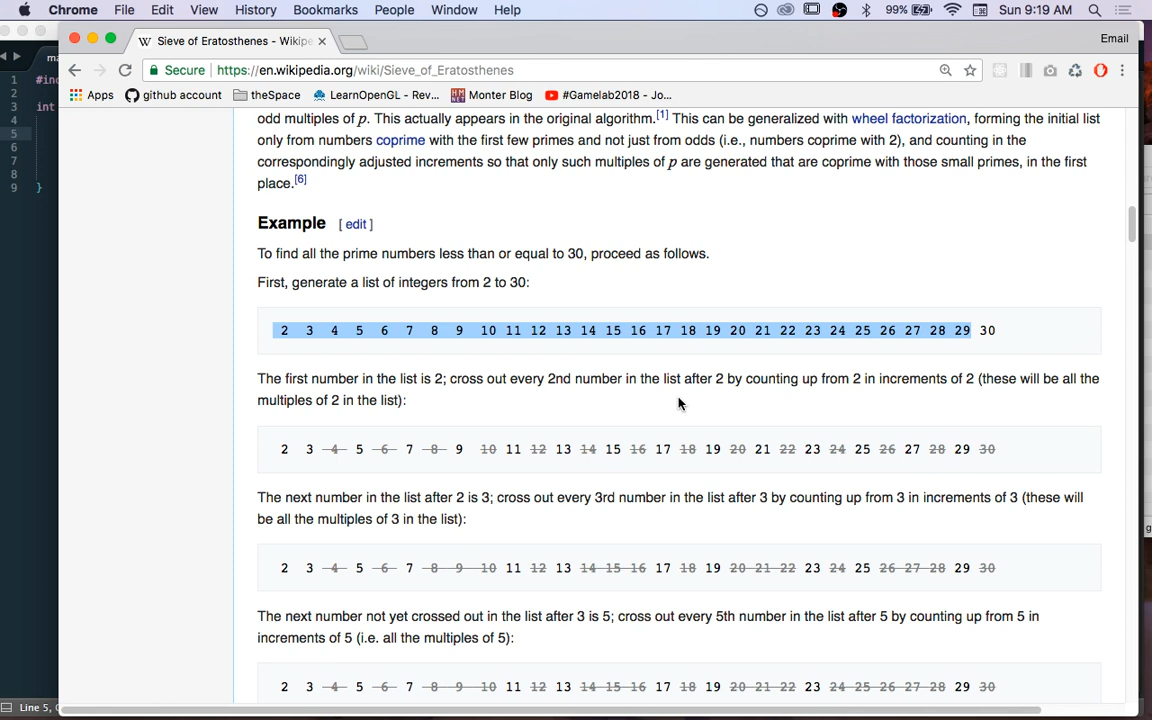 Chrome File Edit View History Bookmarks People Window Help 99% Sun 9:19 AM
Sieve of Eratosthenes - Wikipe
Email
Secure https://en.wikipedia.org/wiki/Sieve_of_Eratosthenes
Apps github account theSpace LearnOpenGL - Rev... Monter Blog #Gamelab2018 - Jo...
1 #inc
2
3 int
4
5
6
7
8
9 }
odd multiples of p. This actually appears in the original algorithm.[1] This can be generalized with wheel factorization, forming the initial list
only from numbers coprime with the first few primes and not just from odds (i.e., numbers coprime with 2), and counting in the
correspondingly adjusted increments so that only such multiples of p are generated that are coprime with those small primes, in the first
place.[6]
Example [ edit ]
To find all the prime numbers less than or equal to 30, proceed as follows.
First, generate a list of integers from 2 to 30:
2 3 4 5 6 7 8 9 10 11 12 13 14 15 16 17 18 19 20 21 22 23 24 25 26 27 28 29 30
The first number in the list is 2; cross out every 2nd number in the list after 2 by counting up from 2 in increments of 2 (these will be all the
multiples of 2 in the list):
2 3 4 5 6 7 8 9 10 11 12 13 14 15 16 17 18 19 20 21 22 23 24 25 26 27 28 29 30
The next number in the list after 2 is 3; cross out every 3rd number in the list after 3 by counting up from 3 in increments of 3 (these will
be all the multiples of 3 in the list):
2 3 4 5 6 7 8 9 10 11 12 13 14 15 16 17 18 19 20 21 22 23 24 25 26 27 28 29 30
The next number not yet crossed out in the list after 3 is 5; cross out every 5th number in the list after 5 by counting up from 5 in
increments of 5 (i.e. all the multiples of 5):
2 3 4 5 6 7 8 9 10 11 12 13 14 15 16 17 18 19 20 21 22 23 24 25 26 27 28 29 30
Line 5,